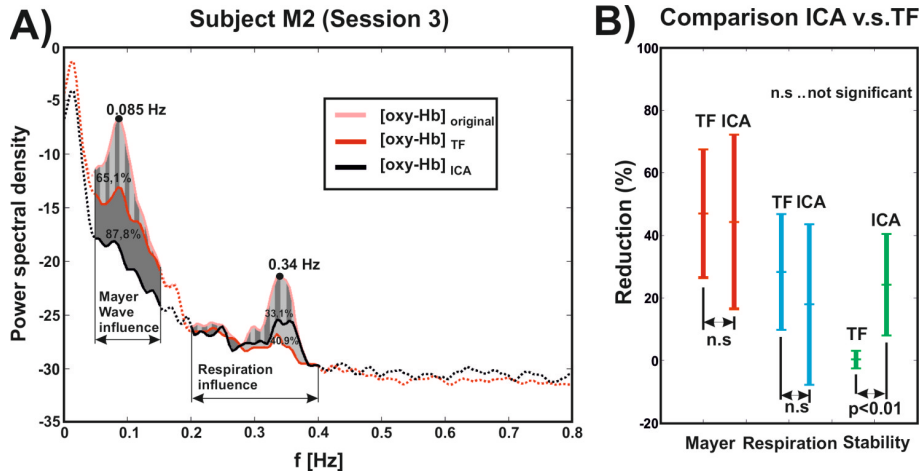 A)
Subject M2 (Session 3)
Power spectral density
0
-5
-10
-15
-20
-25
-30
-35
0.085 Hz
[oxy-Hb] original
[oxy-Hb] TF
[oxy-Hb] ICA
65,1%
87,8%
0.34 Hz
33.1%
40,9%
Mayer
Wave
influence
Respiration
influence
0 0.1 0.2 0.3 0.4 0.5 0.6 0.7 0.8
f [Hz]
B)
Comparison ICA v.s.TF
Reduction (%)
100
80
60
40
20
0
-20
n.s ..not significant
TF ICA
TF ICA
ICA
TF
n.s
n.s
p<0.01
Mayer Respiration Stability